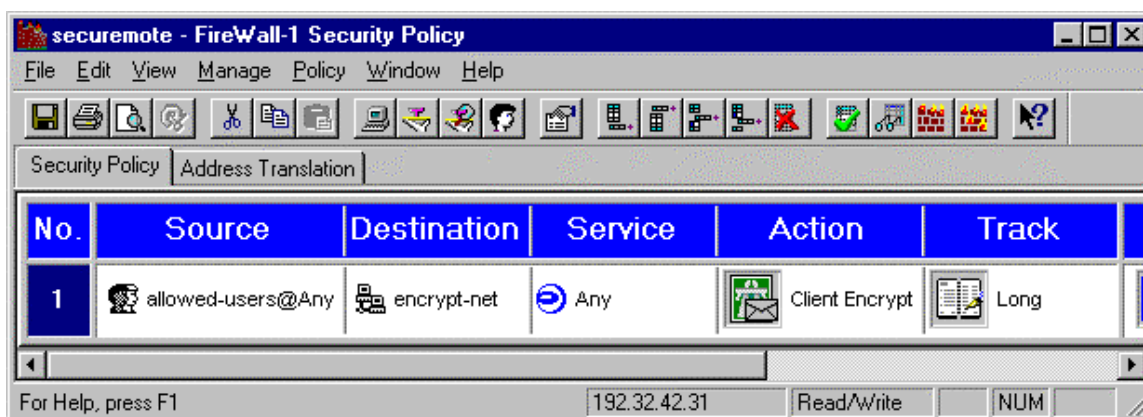 securemote - FireWall-1 Security Policy
File Edit View Manage Policy Window Help
Security Policy Address Translation
No. Source Destination Service Action Track
1 allowed-users@Any encrypt-net Any Client Encrypt Long
For Help, press F1 192.32.42.31 Read/Write NUM